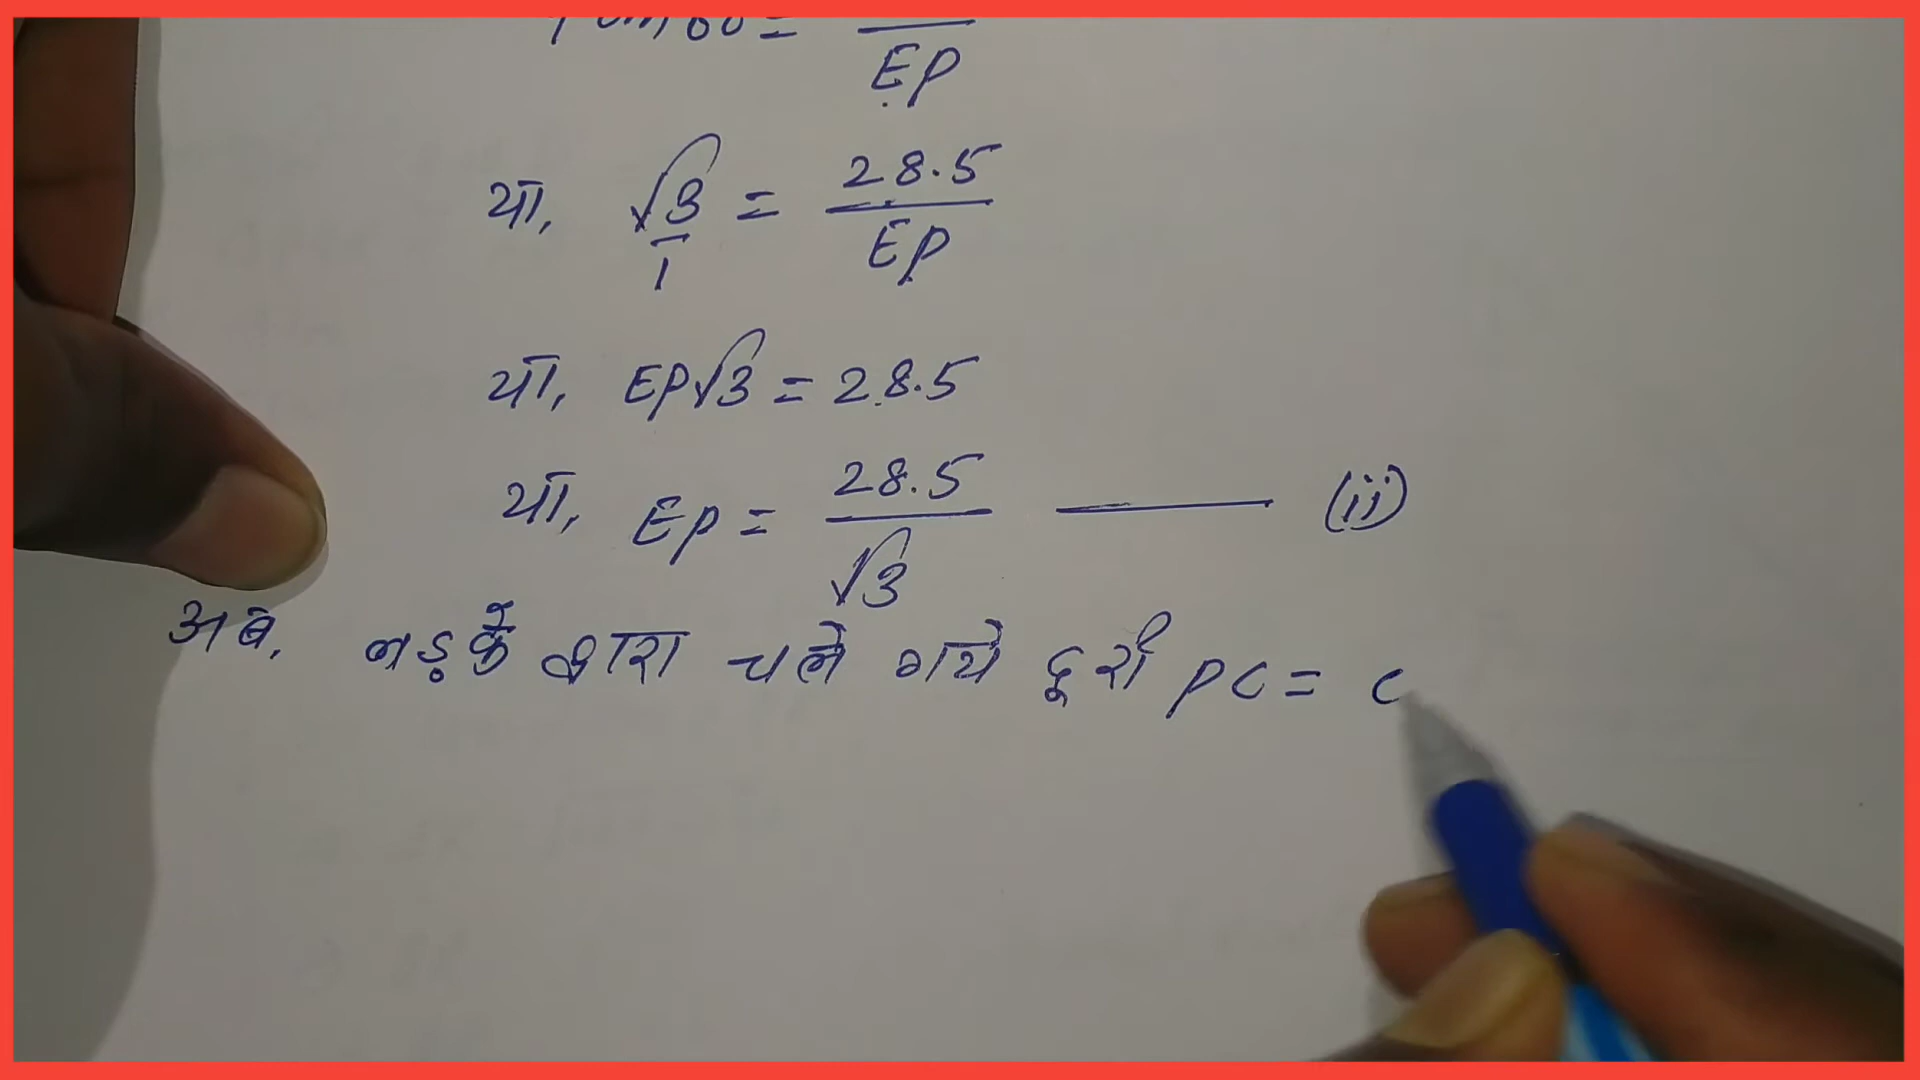 60 = ─ / EP
या, √3/1 = 28.5/EP
या, EP√3 = 28.5
या, EP = 28.5/√3 ——— (ii)
अब, लड़के द्वारा चले गये दूरी PC = C